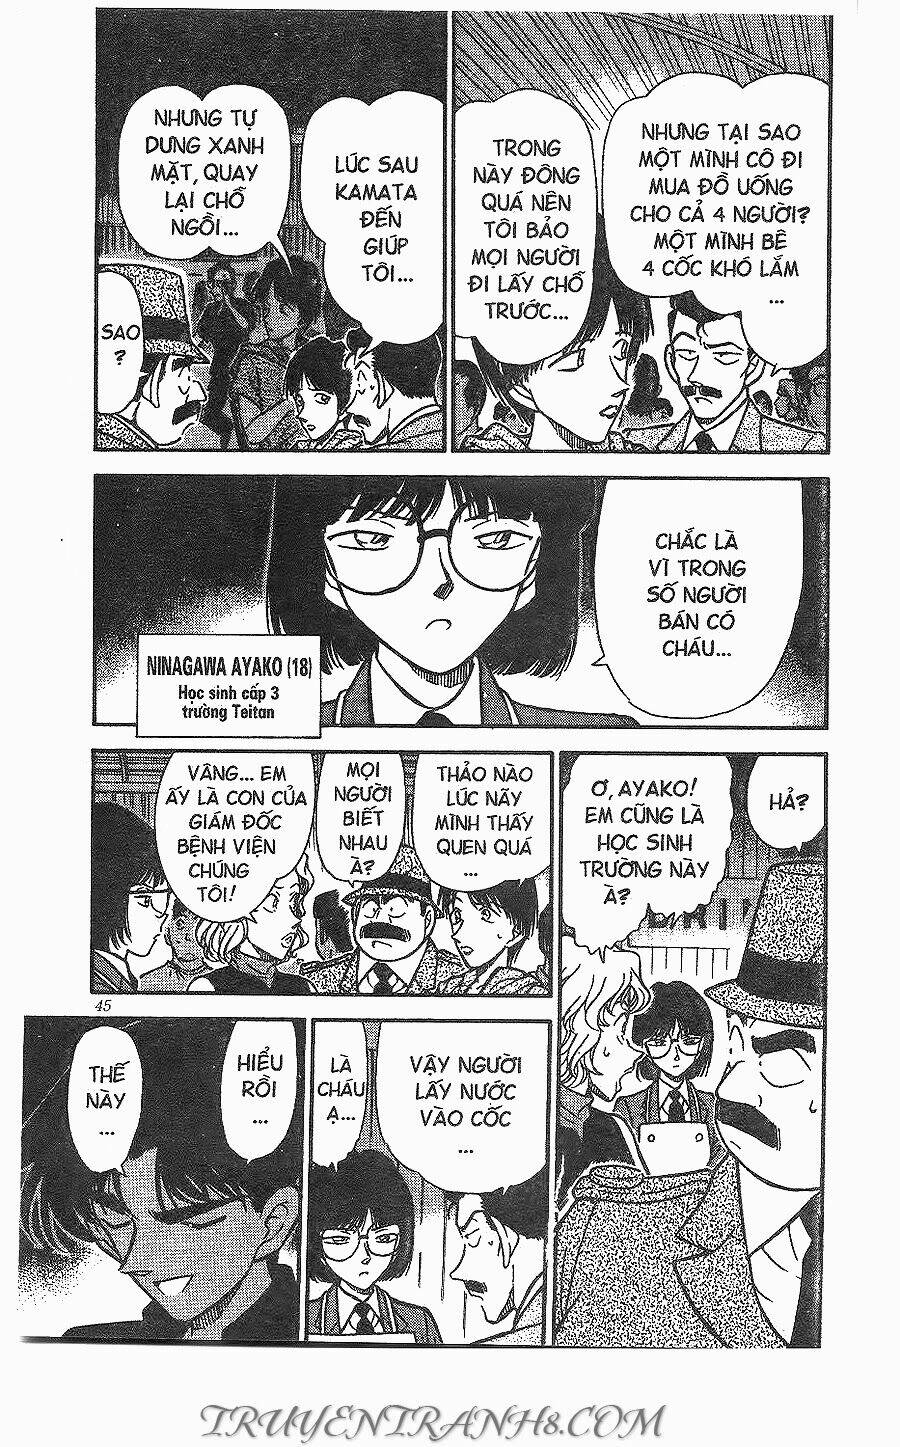 NHƯNG TẠI SAO
MỘT MÌNH CÔ ĐI
MUA ĐỒ UỐNG
CHO CẢ 4 NGƯỜI?
MỘT MÌNH BÊ
4 CỐC KHÓ LẮM
...
TRONG
NÀY ĐÔNG
QUÁ NÊN
TÔI BẢO
MỌI NGƯỜI
ĐI LẤY CHỖ
TRƯỚC...
LÚC SAU
KAMATA
ĐẾN
GIÚP
TÔI...
NHƯNG TỰ
DƯNG XANH
MẶT, QUAY
LẠI CHỖ
NGỒI...
SAO
?
CHẮC LÀ
VÌ TRONG
SỐ NGƯỜI
BÁN CÓ
CHÁU...
NINAGAWA AYAKO (18)
Học sinh cấp 3
trường Teitan
HẢ?
Ơ, AYAKO!
EM CŨNG LÀ
HỌC SINH
TRƯỜNG NÀY
À?
THẢO NÀO
LÚC NÃY
MÌNH THẤY
QUEN QUÁ
...
MỌI
NGƯỜI
BIẾT
NHAU
À?
VÂNG... EM
ẤY LÀ CON CỦA
GIÁM ĐỐC
BỆNH VIỆN
CHÚNG
TÔI!
45
VẬY NGƯỜI
LẤY NƯỚC
VÀO CỐC
...
LÀ
CHÁU
Ạ...
HIỂU
RỒI
...
THẾ
NÀY
...
TRUYENTRANH8.COM